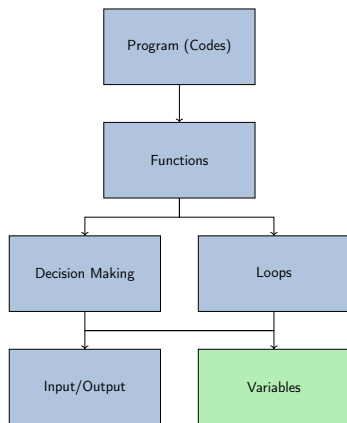 Program (Codes)
Functions
Decision Making
Loops
Input/Output
Variables